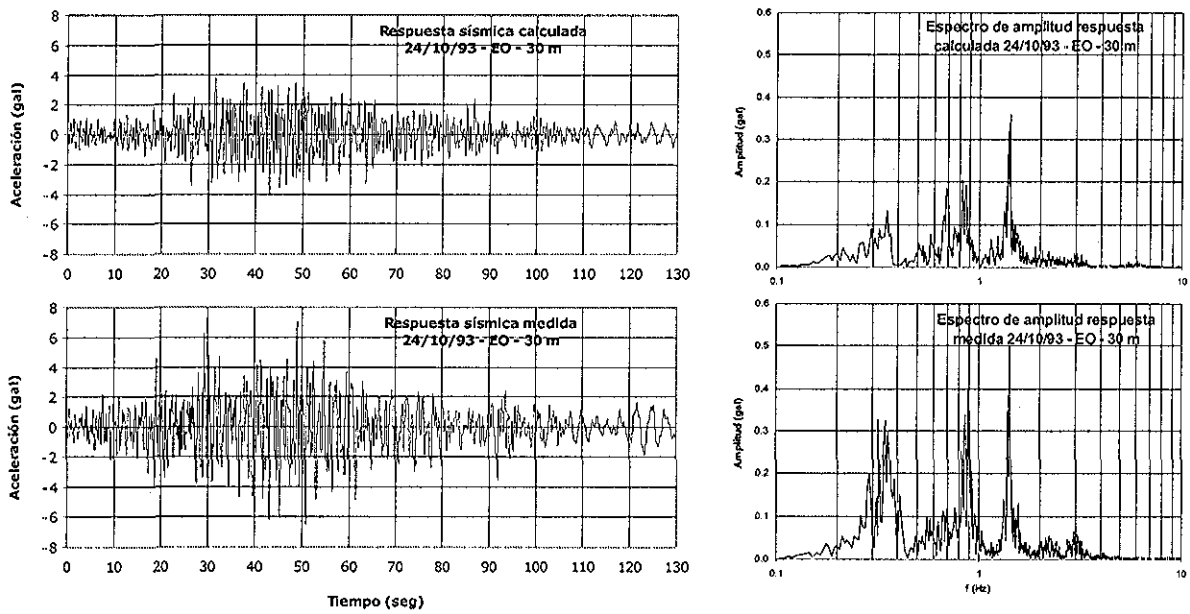 Respuesta sísmica calculada
24/10/93 - EO - 30 m
Aceleración (gal)
8
6
4
2
0
-2
-4
-6
-8
0 10 20 30 40 50 60 70 80 90 100 110 120 130
Espectro de amplitud respuesta
calculada 24/10/93 - EO - 30 m
Amplitud (gal)
0.6
0.5
0.4
0.3
0.2
0.1
0.0
0.1 1 10
Respuesta sísmica medida
24/10/93 - EO - 30 m
Aceleración (gal)
8
6
4
2
0
-2
-4
-6
-8
0 10 20 30 40 50 60 70 80 90 100 110 120 130
Tiempo (seg)
Espectro de amplitud respuesta
medida 24/10/93 - EO - 30 m
Amplitud (gal)
0.6
0.5
0.4
0.3
0.2
0.1
0.0
0.1 1 10
f (Hz)